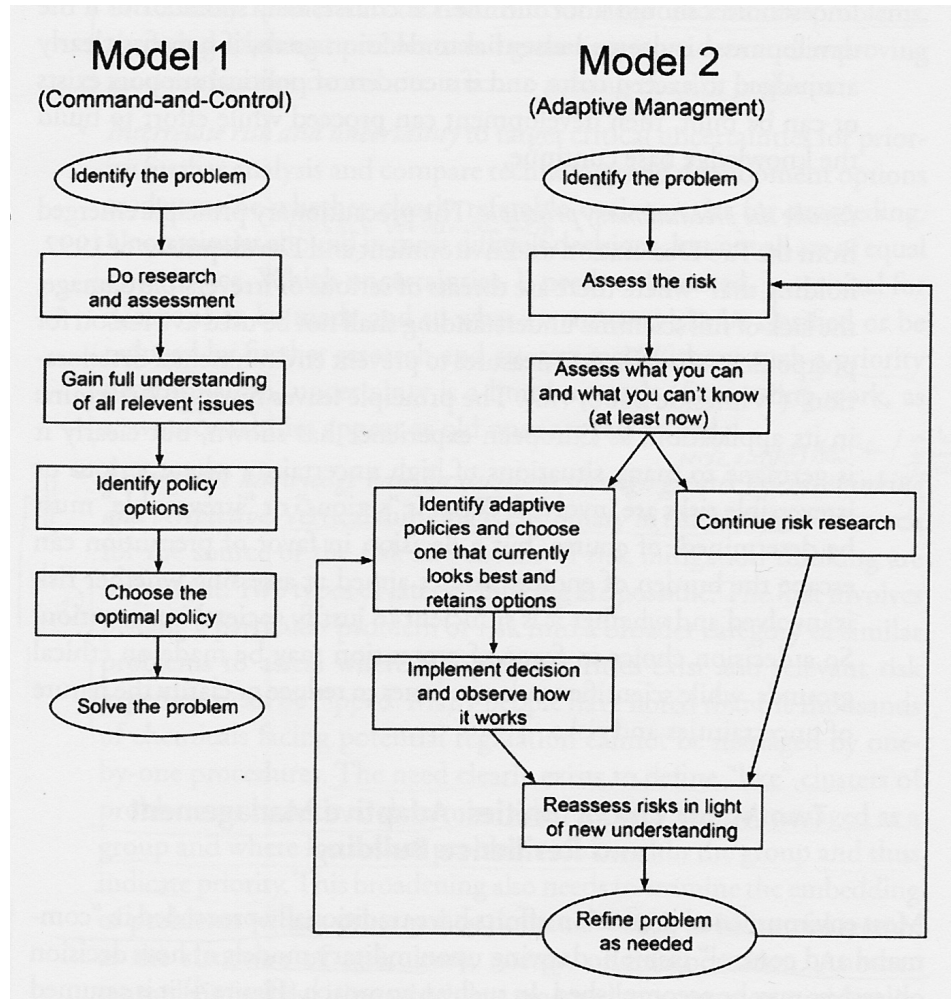 Model 1
(Command-and-Control)
Identify the problem
Do research
and assessment
Gain full understanding
of all relevent issues
Identify policy
options
Choose the
optimal policy
Solve the problem
Model 2
(Adaptive Managment)
Identify the problem
Assess the risk
Assess what you can
and what you can't know
(at least now)
Identify adaptive
policies and choose
one that currently
looks best and
retains options
Continue risk research
Implement decision
and observe how
it works
Reassess risks in light
of new understanding
Refine problem
as needed